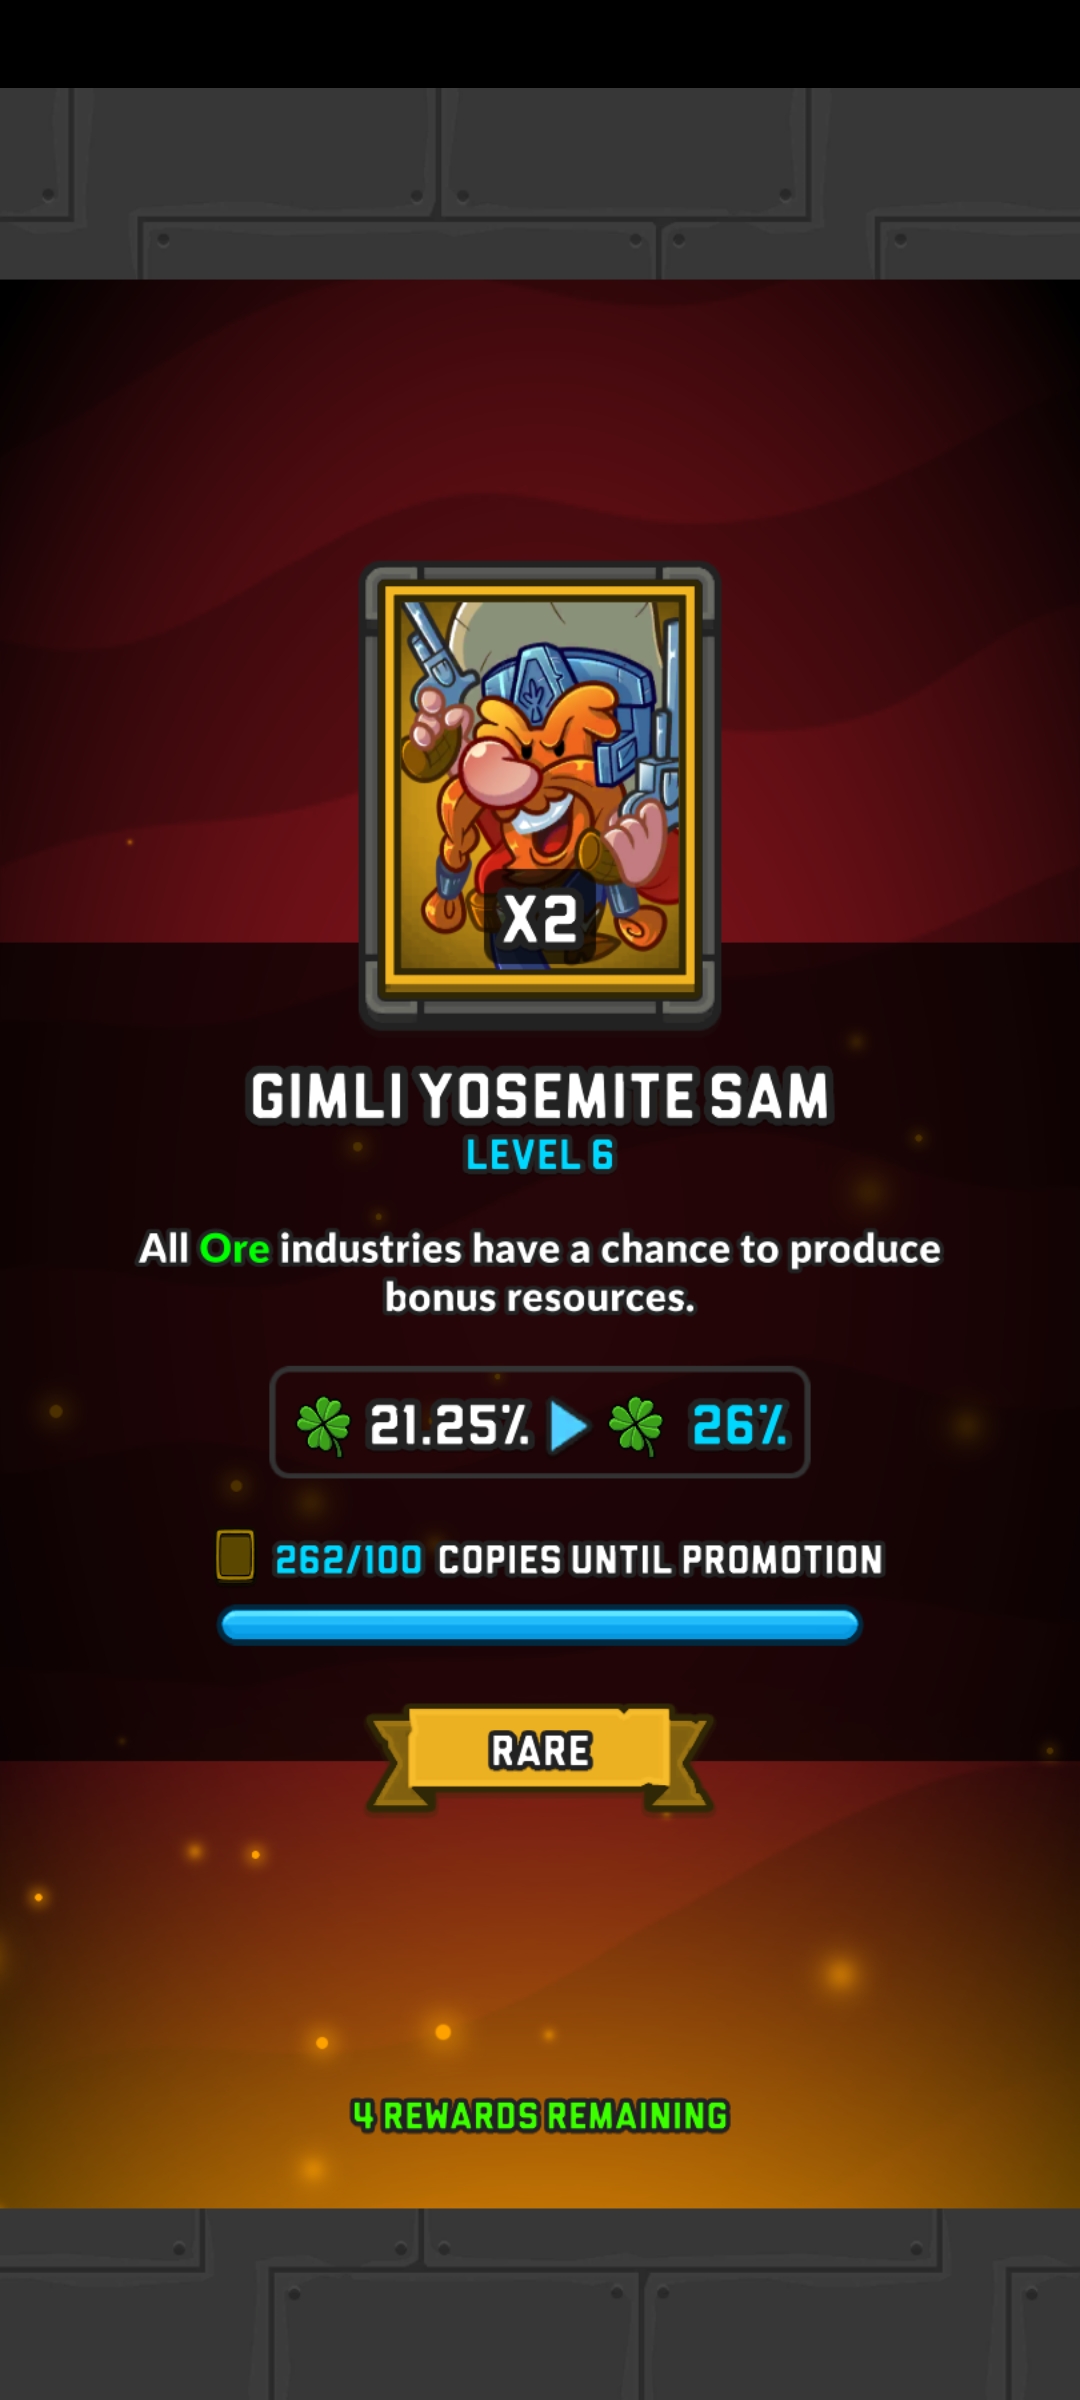 X2
GIMLI YOSEMITE SAM
LEVEL 6
All Ore industries have a chance to produce
bonus resources.
21.25% 26%
262/100 COPIES UNTIL PROMOTION
RARE
4 REWARDS REMAINING